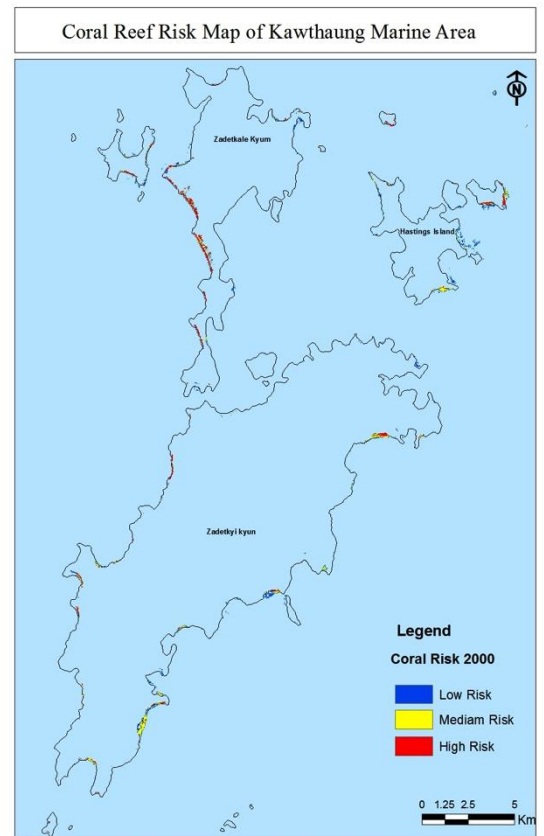 Coral Reef Risk Map of Kawthaung Marine Area
N
Zadetkale Kyum
Hastings Island
Zadetkyi kyun
Legend
Coral Risk 2000
Low Risk
Mediam Risk
High Risk
0 1.25 2.5 5
Km